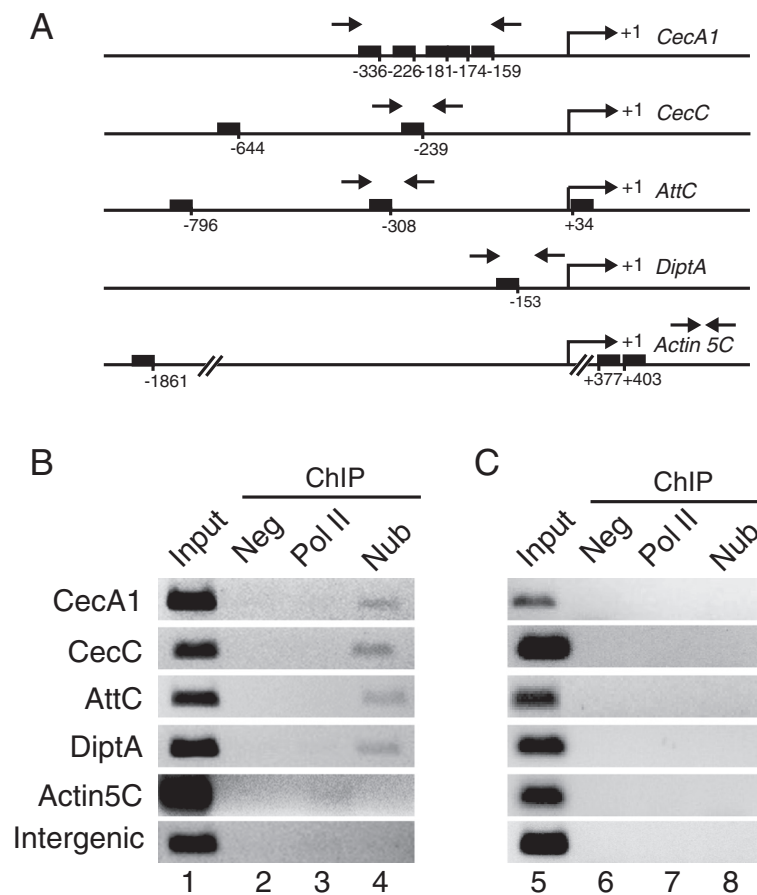 A
+1 CecA1
-336 -226 -181 -174 -159
+1 CecC
-644 -239
+1 AttC
-796 -308 +34
+1 DiptA
-153
+1 Actin 5C
-1861 +377 +403
B
ChIP
Input Neg Pol II Nub
CecA1
CecC
AttC
DiptA
Actin5C
Intergenic
1 2 3 4
C
ChIP
Input Neg Pol II Nub
5 6 7 8